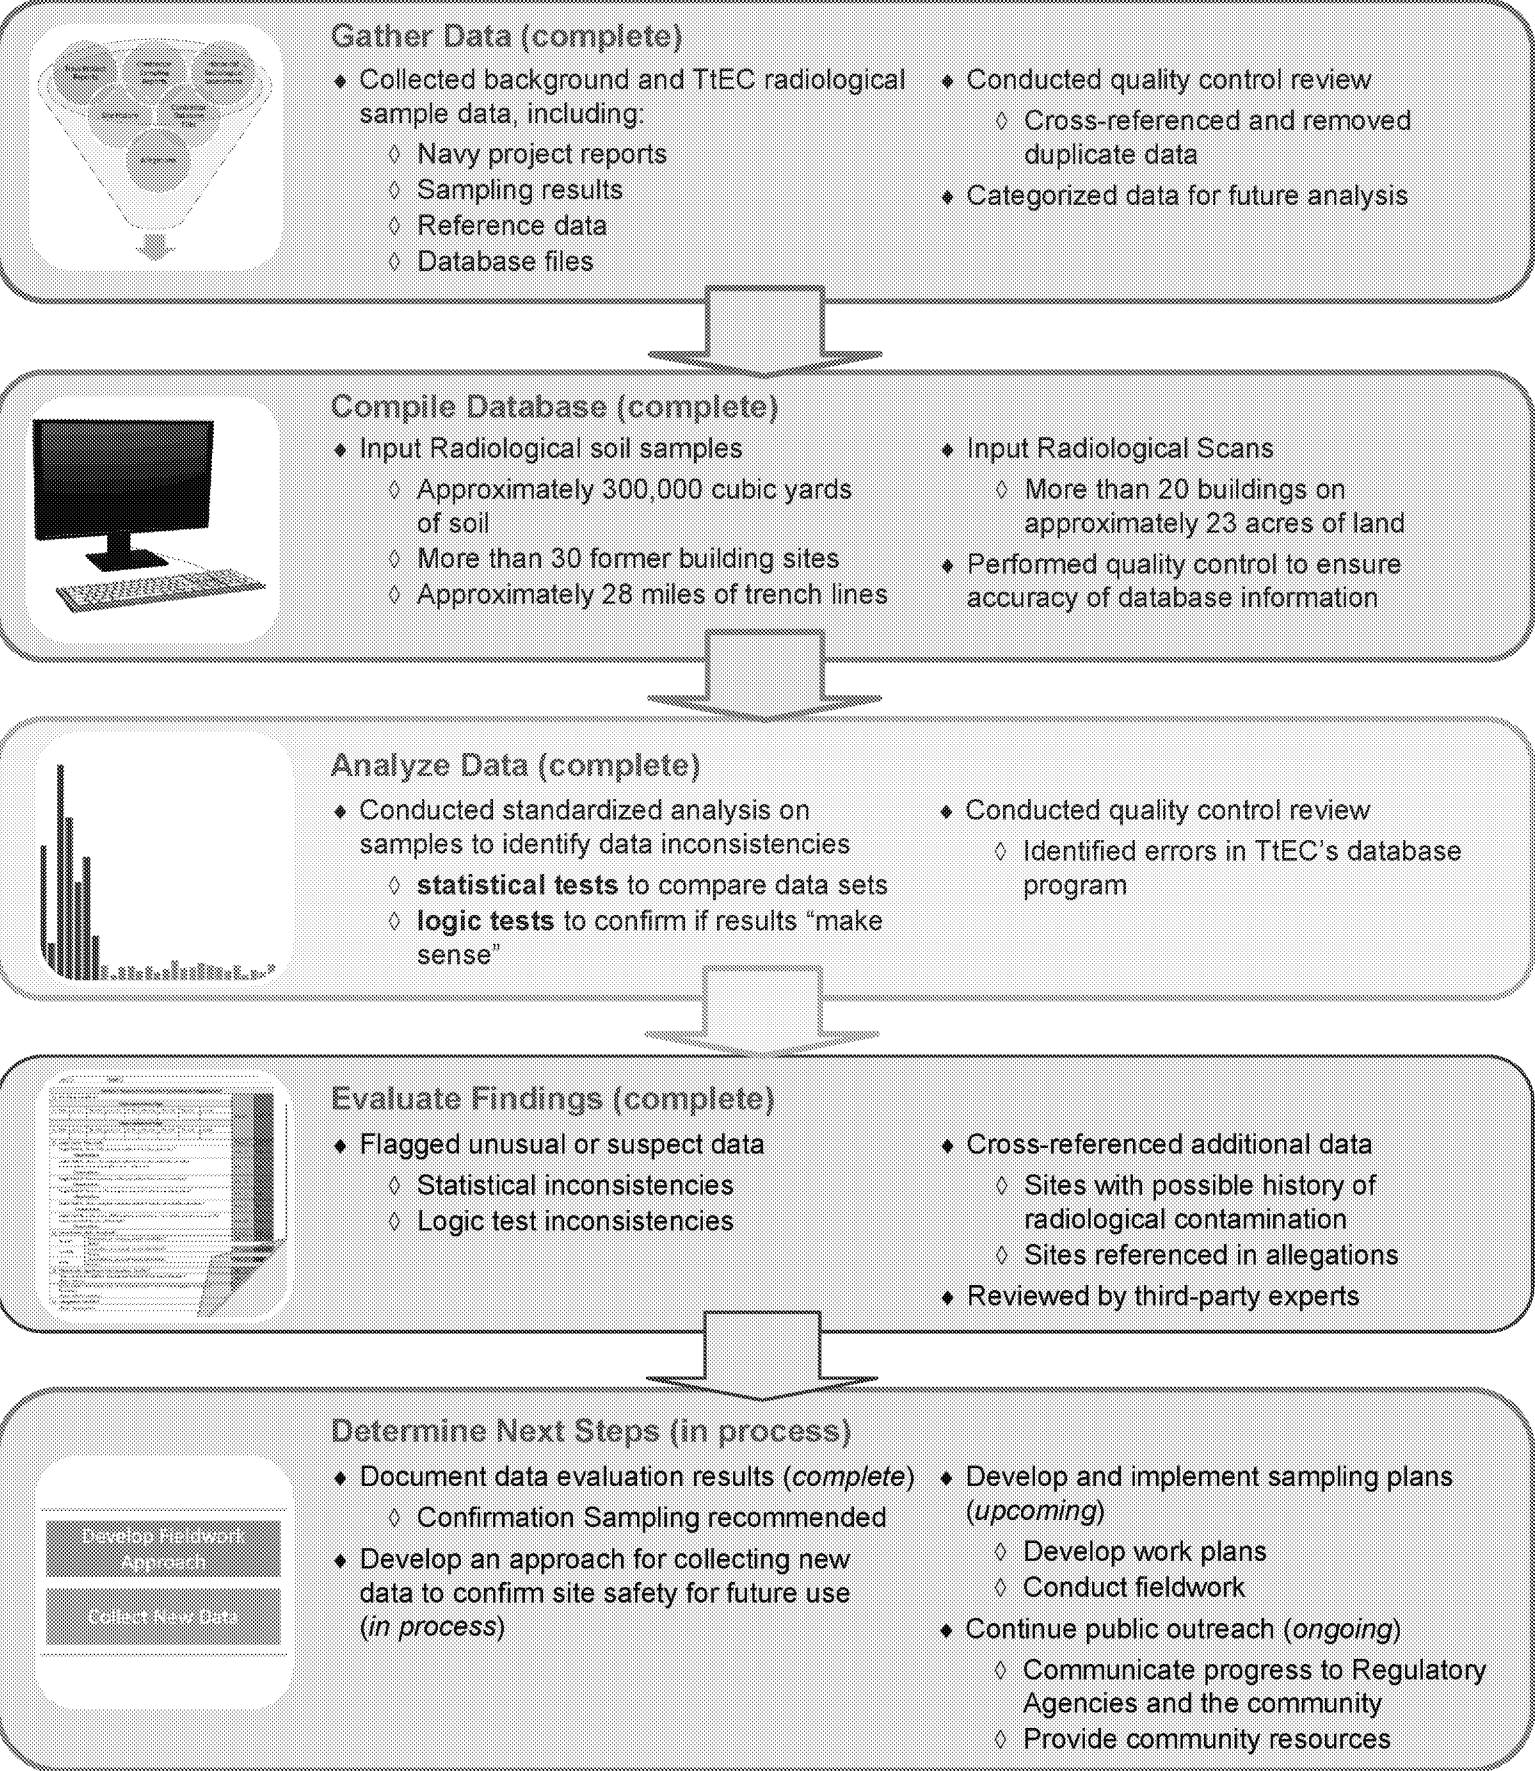 Gather Data (complete)
♦ Collected background and TtEC radiological
sample data, including:
◊ Navy project reports
◊ Sampling results
◊ Reference data
◊ Database files
♦ Conducted quality control review
◊ Cross-referenced and removed
duplicate data
♦ Categorized data for future analysis
Compile Database (complete)
♦ Input Radiological soil samples
◊ Approximately 300,000 cubic yards
of soil
◊ More than 30 former building sites
◊ Approximately 28 miles of trench lines
♦ Input Radiological Scans
◊ More than 20 buildings on
approximately 23 acres of land
♦ Performed quality control to ensure
accuracy of database information
Analyze Data (complete)
♦ Conducted standardized analysis on
samples to identify data inconsistencies
◊ statistical tests to compare data sets
◊ logic tests to confirm if results “make
sense”
♦ Conducted quality control review
◊ Identified errors in TtEC’s database
program
Evaluate Findings (complete)
♦ Flagged unusual or suspect data
◊ Statistical inconsistencies
◊ Logic test inconsistencies
♦ Cross-referenced additional data
◊ Sites with possible history of
radiological contamination
◊ Sites referenced in allegations
♦ Reviewed by third-party experts
Develop Fieldwork
Approach
Collect New Data
Determine Next Steps (in process)
♦ Document data evaluation results (complete)
◊ Confirmation Sampling recommended
♦ Develop an approach for collecting new
data to confirm site safety for future use
(in process)
♦ Develop and implement sampling plans
(upcoming)
◊ Develop work plans
◊ Conduct fieldwork
♦ Continue public outreach (ongoing)
◊ Communicate progress to Regulatory
Agencies and the community
◊ Provide community resources